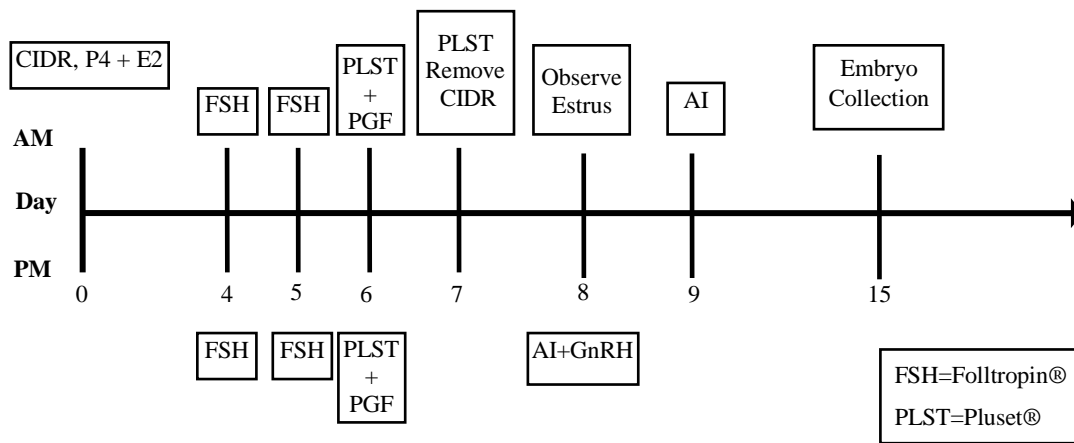 CIDR, P4 + E2
FSH
FSH
PLST
+
PGF
PLST
Remove
CIDR
Observe
Estrus
AI
Embryo
Collection
AM
Day
PM
0
4
5
6
7
8
9
15
FSH
FSH
PLST
+
PGF
AI+GnRH
FSH=Folltropin®
PLST=Pluset®